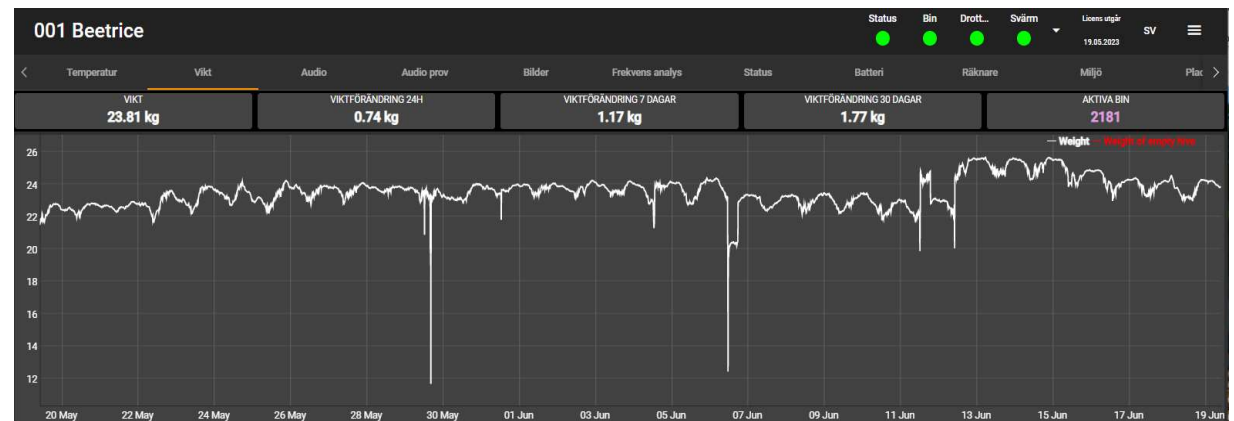 001 Beetrice
Status Bin Drott... Svärm Licens utgår SV
19.05.2023
Temperatur Vikt Audio Audio prov Bilder Frekvens analys Status Batteri Räknare Miljö Plac
VIKT VIKTFÖRÄNDRING 24H VIKTFÖRÄNDRING 7 DAGAR VIKTFÖRÄNDRING 30 DAGAR AKTIVA BIN
23.81 kg 0.74 kg 1.17 kg 1.77 kg 2181
Weight Weight of empty hive
26
24
22
20
18
16
14
12
20 May 22 May 24 May 26 May 28 May 30 May 01 Jun 03 Jun 05 Jun 07 Jun 09 Jun 11 Jun 13 Jun 15 Jun 17 Jun 19 Jun